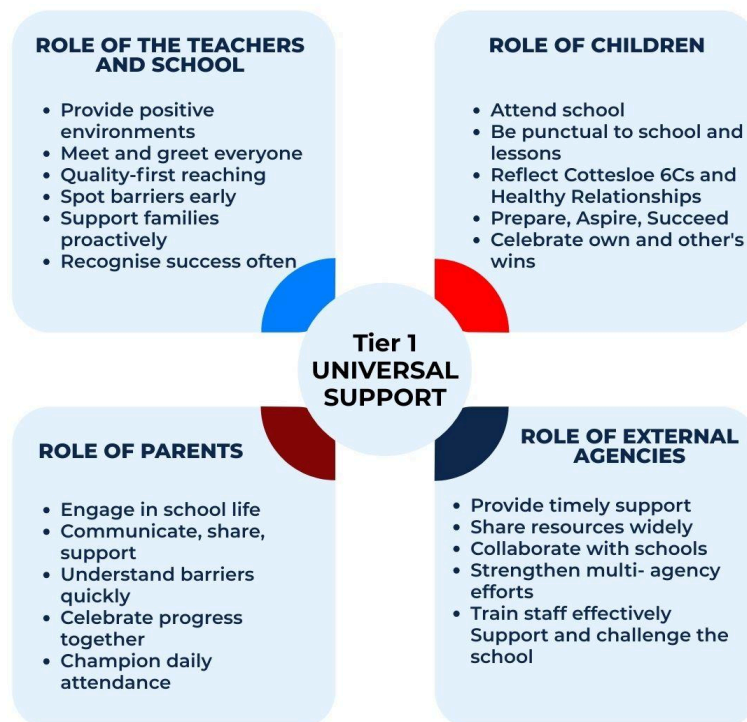 ROLE OF THE TEACHERS
AND SCHOOL
• Provide positive
environments
• Meet and greet everyone
• Quality-first reaching
• Spot barriers early
• Support families
proactively
• Recognise success often
ROLE OF CHILDREN
• Attend school
• Be punctual to school and
lessons
• Reflect Cottesloe 6Cs and
Healthy Relationships
• Prepare, Aspire, Succeed
• Celebrate own and other's
wins
Tier 1
UNIVERSAL
SUPPORT
ROLE OF PARENTS
• Engage in school life
• Communicate, share,
support
• Understand barriers
quickly
• Celebrate progress
together
• Champion daily
attendance
ROLE OF EXTERNAL
AGENCIES
• Provide timely support
• Share resources widely
• Collaborate with schools
• Strengthen multi- agency
efforts
• Train staff effectively
Support and challenge the
school